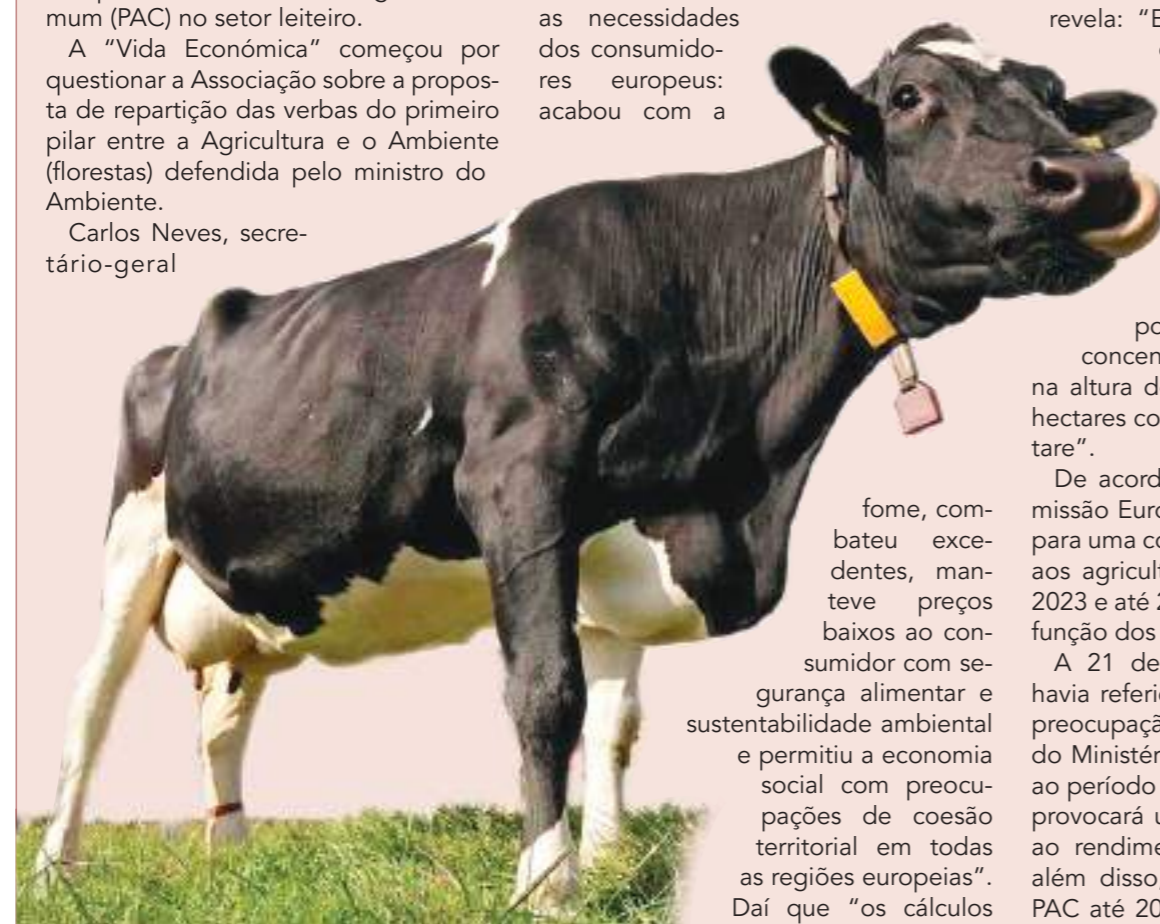 mum (PAC) no setor leiteiro.
A “Vida Económica” começou por
questionar a Associação sobre a propos-
ta de repartição das verbas do primeiro
pilar entre a Agricultura e o Ambiente
(florestas) defendida pelo ministro do
Ambiente.
Carlos Neves, secre-
tário-geral
as necessidades
dos consumido-
res europeus:
acabou com a
fome, com-
bateu exce-
dentes, man-
teve preços
baixos ao con-
sumidor com se-
gurança alimentar e
sustentabilidade ambiental
e permitiu a economia
social com preocu-
pações de coesão
territorial em todas
as regiões europeias”.
Daí que “os cálculos
revela: “E
po
concen
na altura d
hectares co
tare”.
De acord
missão Euro
para uma co
aos agricult
2023 e até 2
função dos
A 21 de
havia referi
preocupaçã
do Ministér
ao período
provocará u
ao rendime
além disso,
PAC até 20